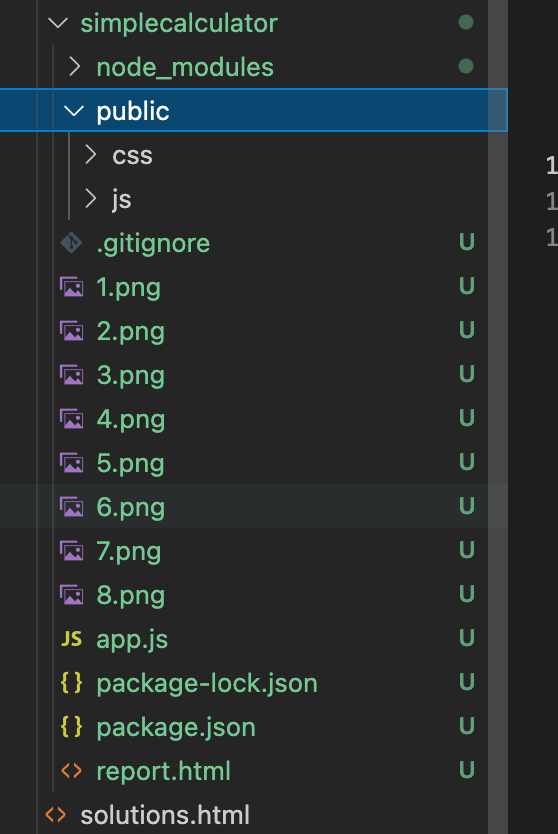 simplecalculator
node_modules
public
css
js
.gitignore U
1.png U
2.png U
3.png U
4.png U
5.png U
6.png U
7.png U
8.png U
JS app.js U
{} package-lock.json U
{} package.json U
<> report.html U
<> solutions.html
1
1
1